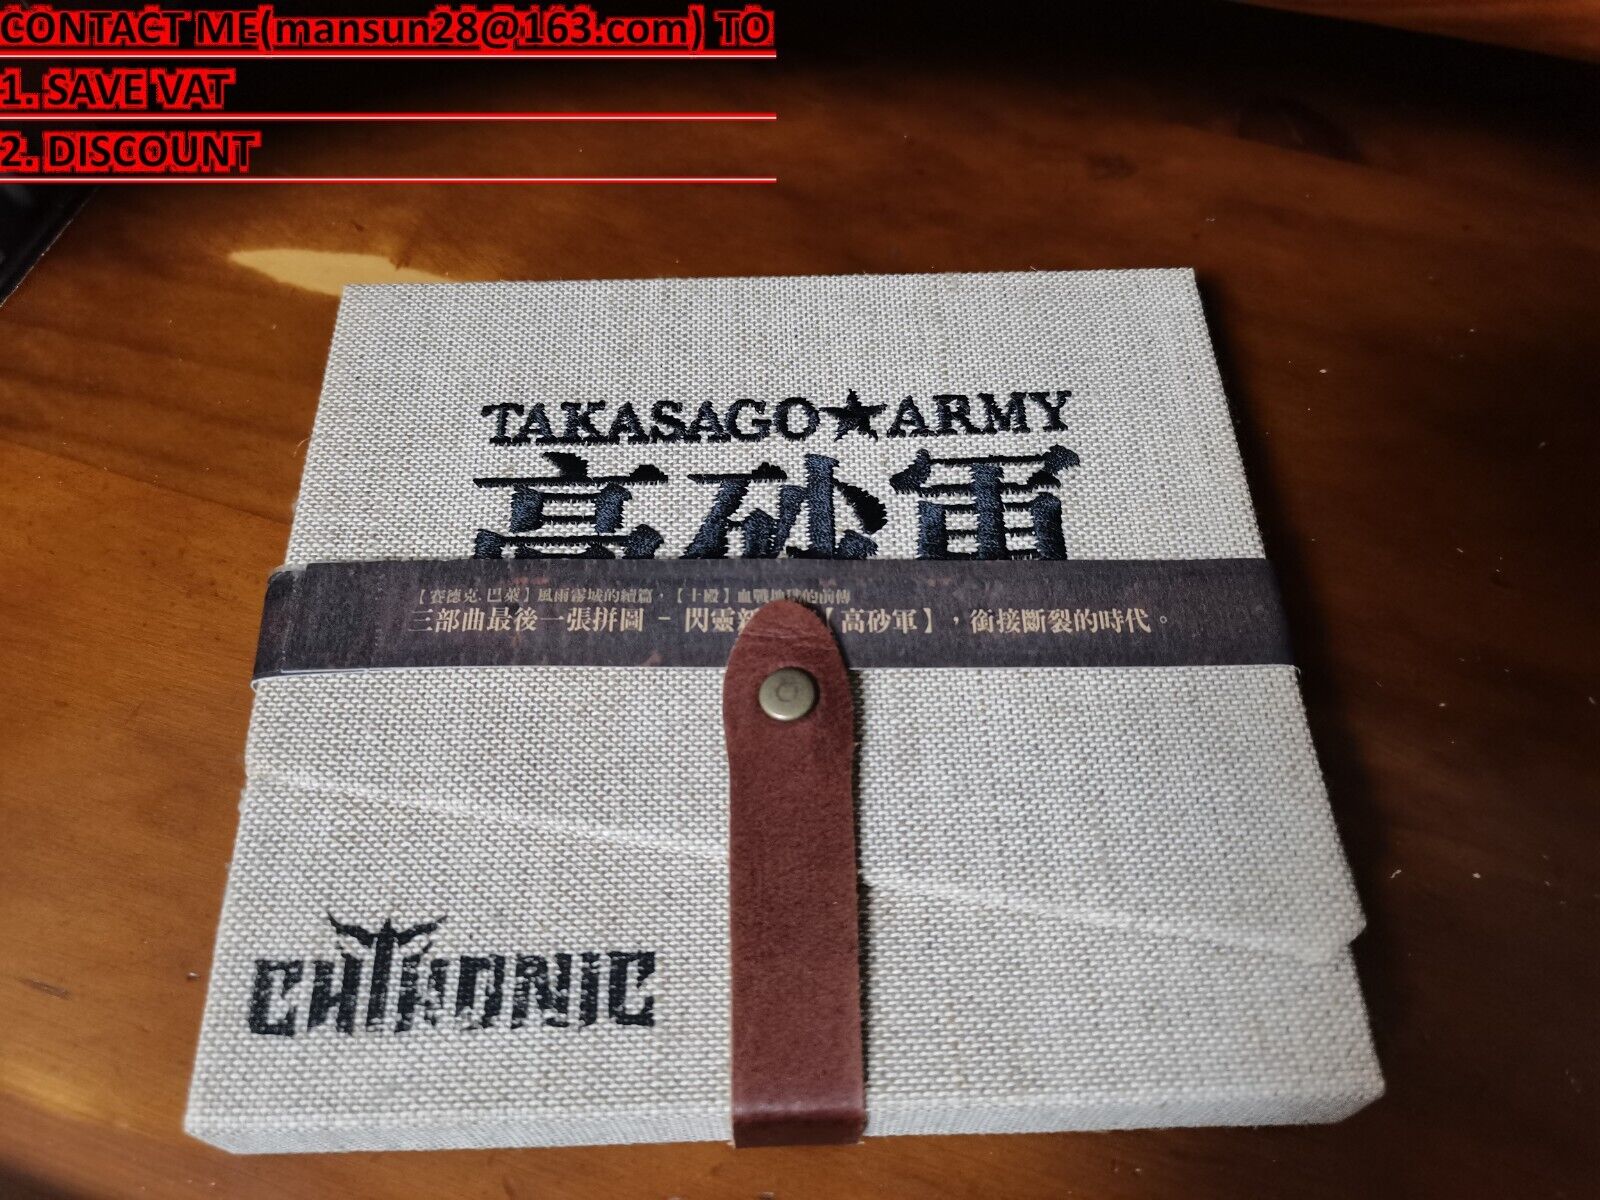 CONTACT ME(mansun28@163.com) TO
1. SAVE VAT
2. DISCOUNT
TAKASAGO★ARMY
高砂軍
【賽德克．巴萊】風雨霧城的續篇，【十殿】血戰地獄的前傳
三部曲最後一張拼圖 - 閃靈新【高砂軍】，銜接斷裂的時代。
CHTHONIC